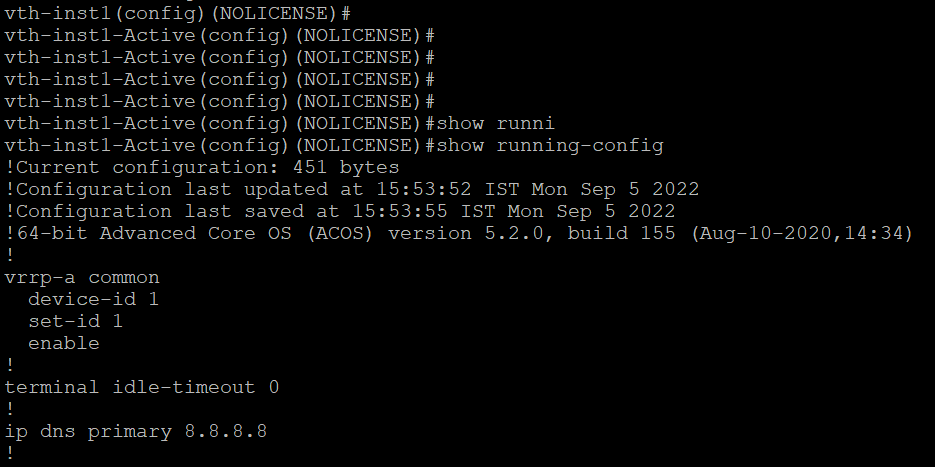 vth-inst1(config)(NOLICENSE)#
vth-inst1-Active(config)(NOLICENSE)#
vth-inst1-Active(config)(NOLICENSE)#
vth-inst1-Active(config)(NOLICENSE)#
vth-inst1-Active(config)(NOLICENSE)#
vth-inst1-Active(config)(NOLICENSE)#show runni
vth-inst1-Active(config)(NOLICENSE)#show running-config
!Current configuration: 451 bytes
!Configuration last updated at 15:53:52 IST Mon Sep 5 2022
!Configuration last saved at 15:53:55 IST Mon Sep 5 2022
!64-bit Advanced Core OS (ACOS) version 5.2.0, build 155 (Aug-10-2020,14:34)
!
vrrp-a common
  device-id 1
  set-id 1
  enable
!
terminal idle-timeout 0
!
ip dns primary 8.8.8.8
!